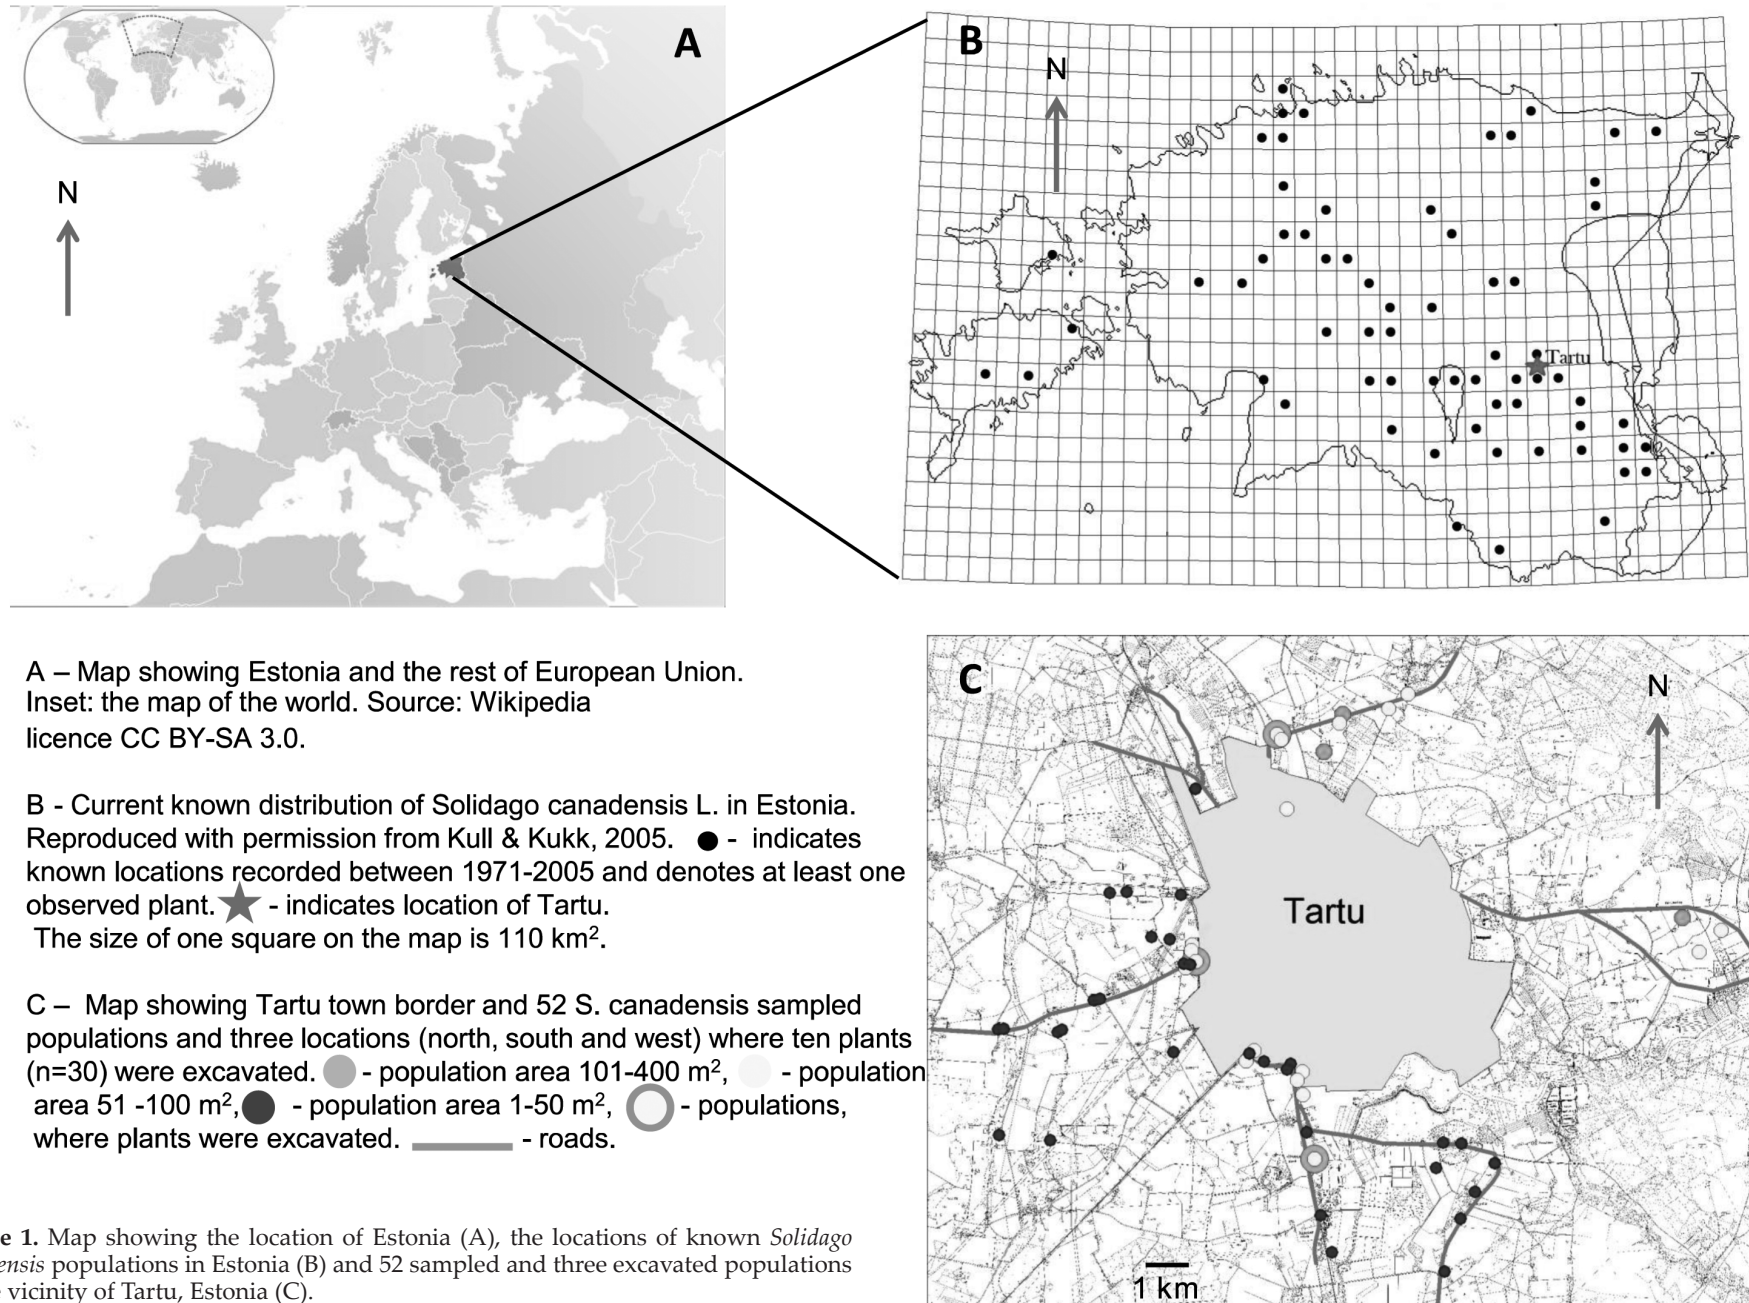 A
N
B
N
Tartu
A – Map showing Estonia and the rest of European Union.
Inset: the map of the world. Source: Wikipedia
licence CC BY-SA 3.0.
B - Current known distribution of Solidago canadensis L. in Estonia.
Reproduced with permission from Kull & Kukk, 2005. - indicates
known locations recorded between 1971-2005 and denotes at least one
observed plant. - indicates location of Tartu.
The size of one square on the map is 110 km².
C – Map showing Tartu town border and 52 S. canadensis sampled
populations and three locations (north, south and west) where ten plants
(n=30) were excavated. - population area 101-400 m², - population
area 51 -100 m², - population area 1-50 m², - populations,
where plants were excavated. - roads.
C
N
Tartu
1 km
e 1. Map showing the location of Estonia (A), the locations of known Solidago
ensis populations in Estonia (B) and 52 sampled and three excavated populations
vicinity of Tartu, Estonia (C).